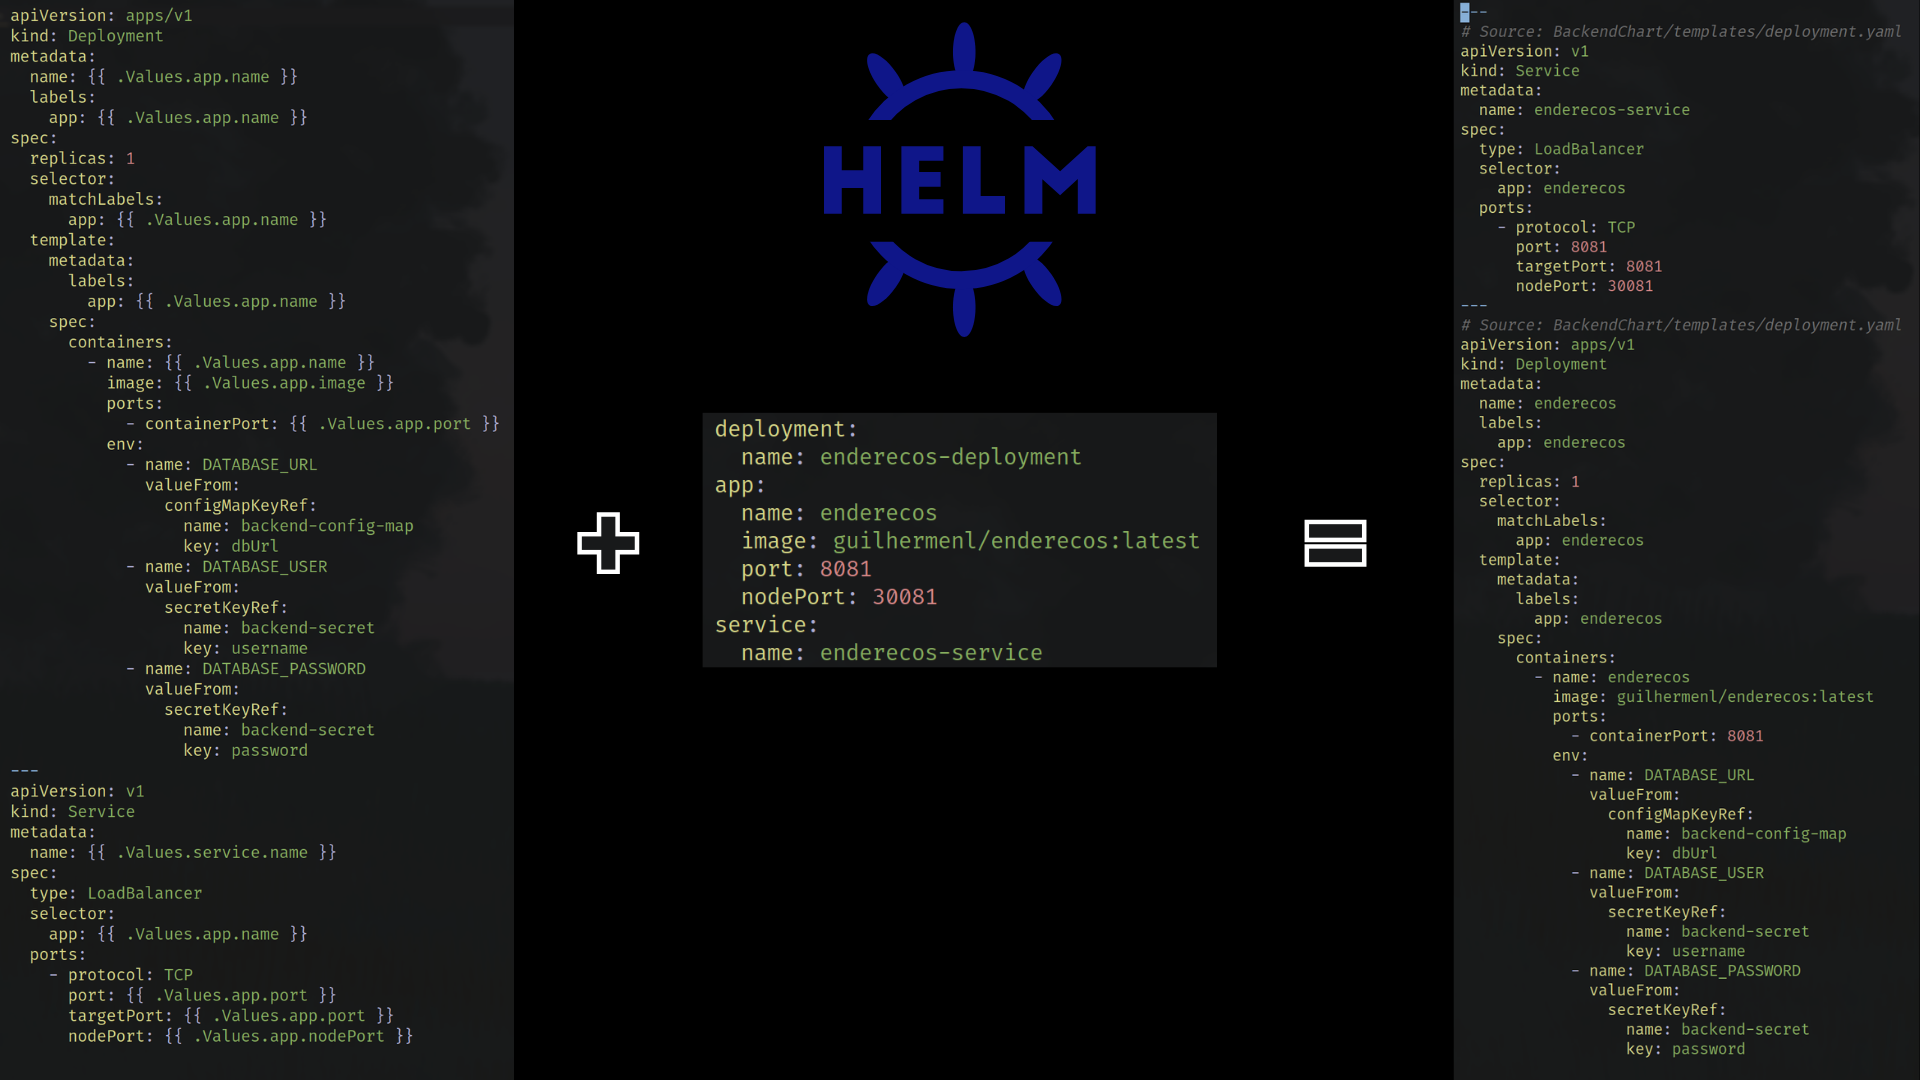 apiVersion: apps/v1
kind: Deployment
metadata:
  name: {{ .Values.app.name }}
  labels:
    app: {{ .Values.app.name }}
spec:
  replicas: 1
  selector:
    matchLabels:
      app: {{ .Values.app.name }}
  template:
    metadata:
      labels:
        app: {{ .Values.app.name }}
    spec:
      containers:
        - name: {{ .Values.app.name }}
          image: {{ .Values.app.image }}
          ports:
            - containerPort: {{ .Values.app.port }}
          env:
            - name: DATABASE_URL
              valueFrom:
                configMapKeyRef:
                  name: backend-config-map
                  key: dbUrl
            - name: DATABASE_USER
              valueFrom:
                secretKeyRef:
                  name: backend-secret
                  key: username
            - name: DATABASE_PASSWORD
              valueFrom:
                secretKeyRef:
                  name: backend-secret
                  key: password
---
apiVersion: v1
kind: Service
metadata:
  name: {{ .Values.service.name }}
spec:
  type: LoadBalancer
  selector:
    app: {{ .Values.app.name }}
  ports:
    - protocol: TCP
      port: {{ .Values.app.port }}
      targetPort: {{ .Values.app.port }}
      nodePort: {{ .Values.app.nodePort }}
HELM
deployment:
  name: enderecos-deployment
app:
  name: enderecos
  image: guilhermenl/enderecos:latest
  port: 8081
  nodePort: 30081
service:
  name: enderecos-service
---
# Source: BackendChart/templates/deployment.yaml
apiVersion: v1
kind: Service
metadata:
  name: enderecos-service
spec:
  type: LoadBalancer
  selector:
    app: enderecos
  ports:
    - protocol: TCP
      port: 8081
      targetPort: 8081
      nodePort: 30081
---
# Source: BackendChart/templates/deployment.yaml
apiVersion: apps/v1
kind: Deployment
metadata:
  name: enderecos
  labels:
    app: enderecos
spec:
  replicas: 1
  selector:
    matchLabels:
      app: enderecos
  template:
    metadata:
      labels:
        app: enderecos
    spec:
      containers:
        - name: enderecos
          image: guilhermenl/enderecos:latest
          ports:
            - containerPort: 8081
          env:
            - name: DATABASE_URL
              valueFrom:
                configMapKeyRef:
                  name: backend-config-map
                  key: dbUrl
            - name: DATABASE_USER
              valueFrom:
                secretKeyRef:
                  name: backend-secret
                  key: username
            - name: DATABASE_PASSWORD
              valueFrom:
                secretKeyRef:
                  name: backend-secret
                  key: password